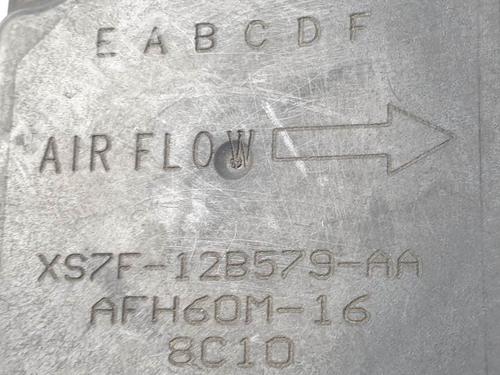 E A B C D F
AIR FLOW
XS7F-12B579-AA
AFH60M-16
8C10